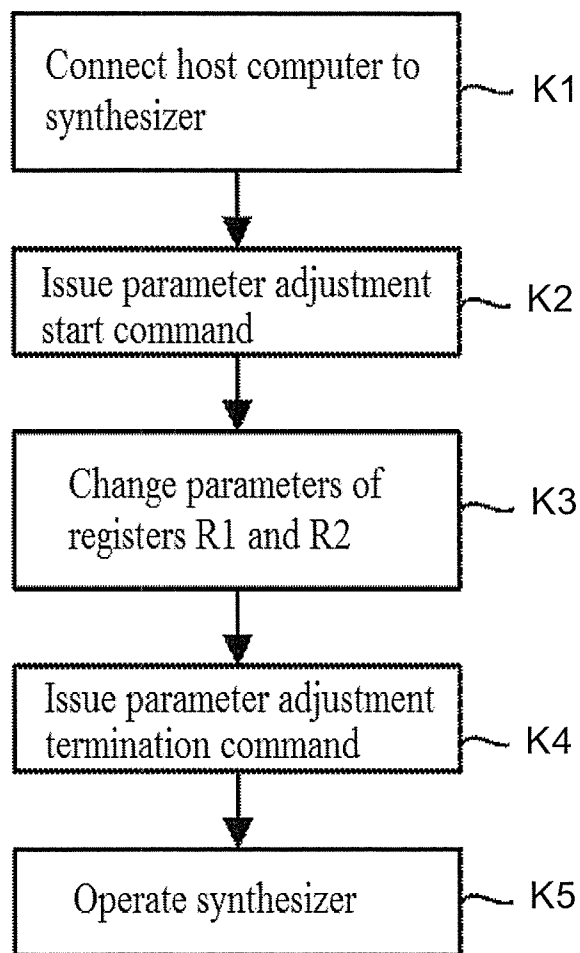 Connect host computer to
synthesizer
K1
Issue parameter adjustment
start command
K2
Change parameters of
registers R1 and R2
K3
Issue parameter adjustment
termination command
K4
Operate synthesizer
K5